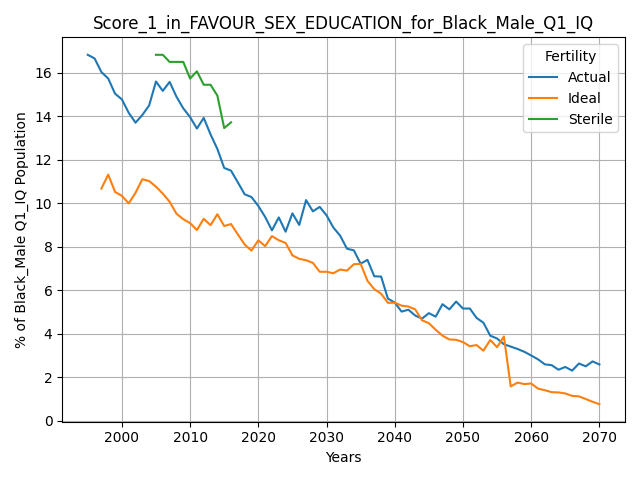 Score_1_in_FAVOUR_SEX_EDUCATION_for_Black_Male_Q1_IQ
Fertility
Actual
Ideal
Sterile
% of Black_Male Q1_IQ Population
16
14
12
10
8
6
4
2
0
2000 2010 2020 2030 2040 2050 2060 2070
Years